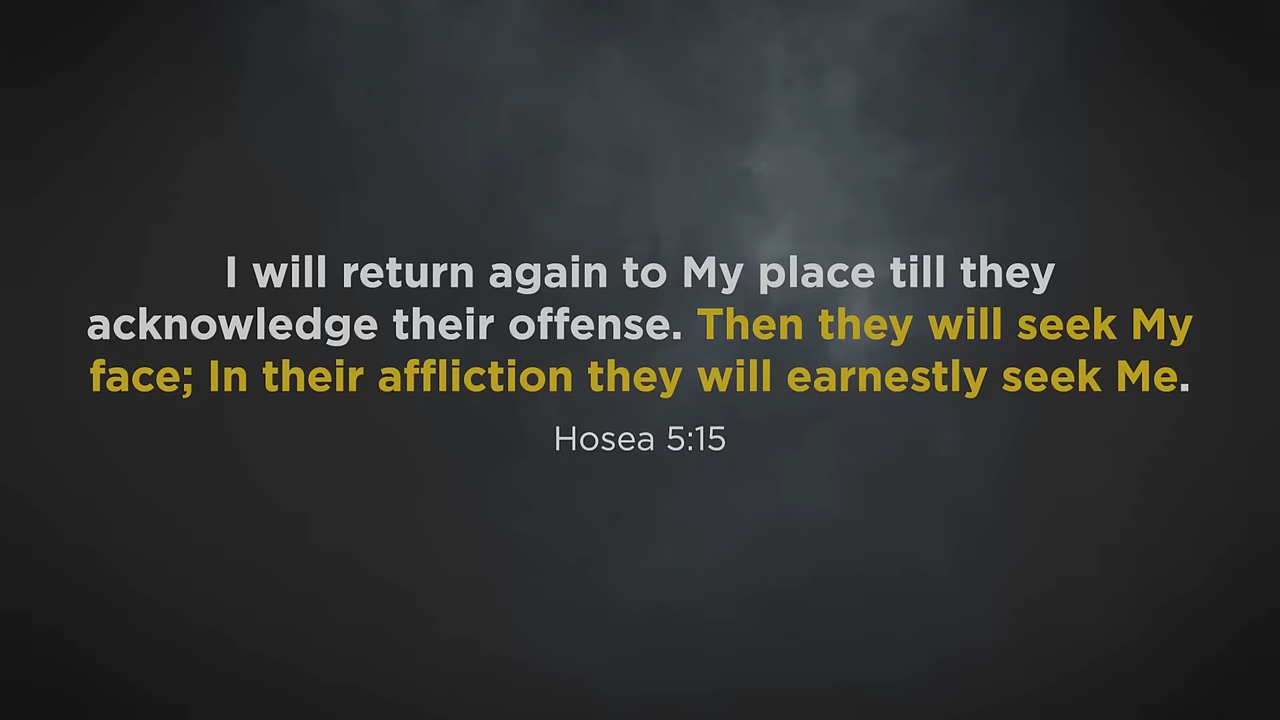 I will return again to My place till they
acknowledge their offense. Then they will seek My
face; In their affliction they will earnestly seek Me.
Hosea 5:15